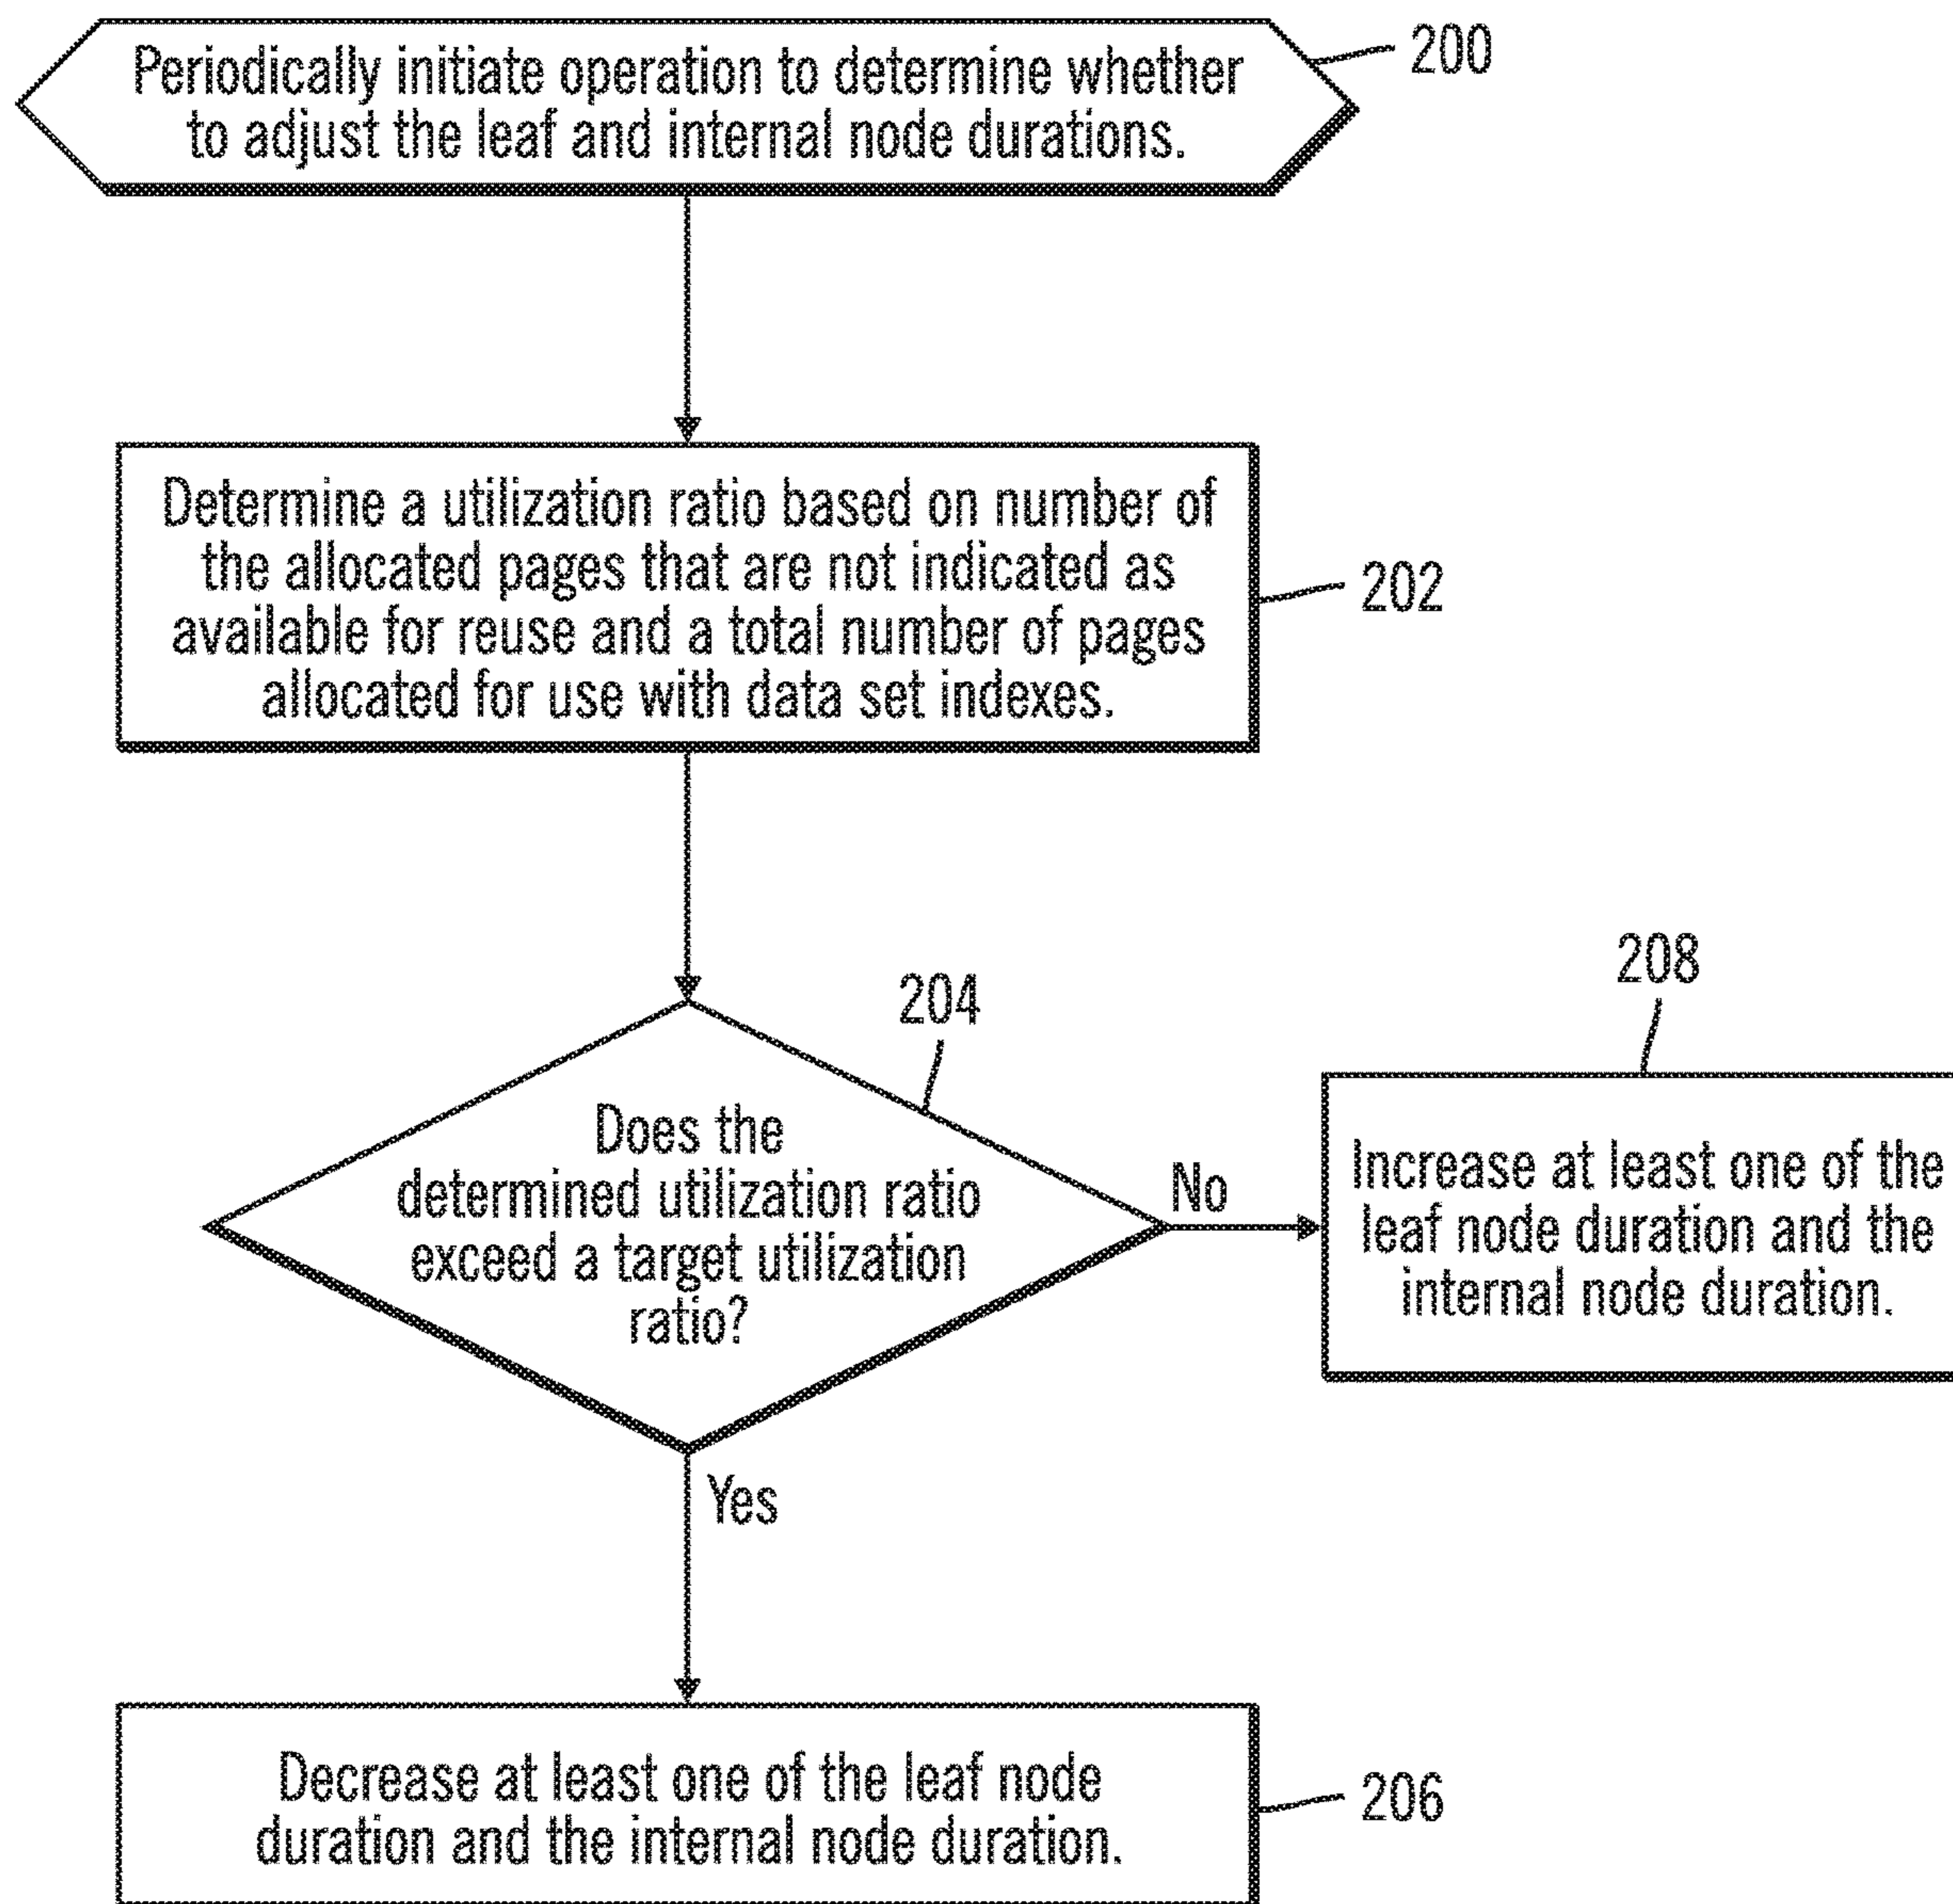 Periodically initiate operation to determine whether
to adjust the leaf and internal node durations.
200
Determine a utilization ratio based on number of
the allocated pages that are not indicated as
available for reuse and a total number of pages
allocated for use with data set indexes.
202
204
Does the
determined utilization ratio
exceed a target utilization
ratio?
No
208
Increase at least one of the
leaf node duration and the
internal node duration.
Yes
Decrease at least one of the leaf node
duration and the internal node duration.
206